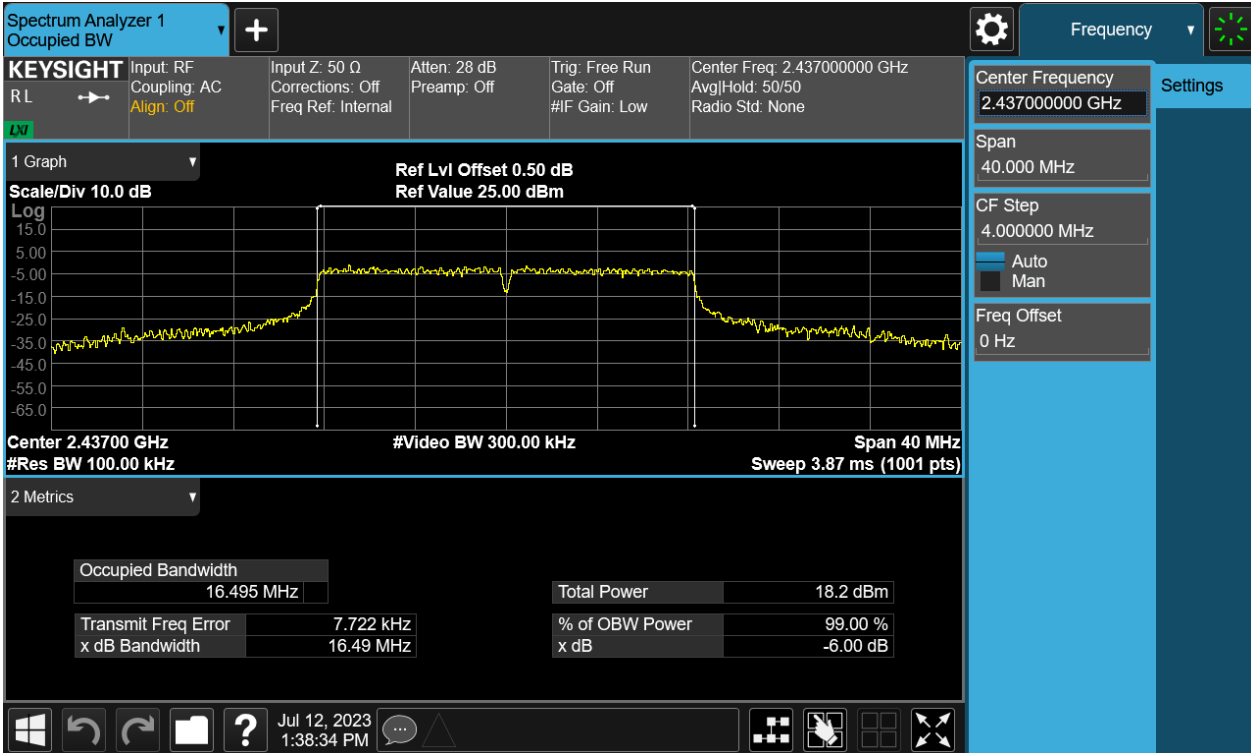 Spectrum Analyzer 1
Occupied BW
Frequency
KEYSIGHT
R L
LXI
Input: RF
Coupling: AC
Align: Off
Input Z: 50 Ω
Corrections: Off
Freq Ref: Internal
Atten: 28 dB
Preamp: Off
Trig: Free Run
Gate: Off
#IF Gain: Low
Center Freq: 2.437000000 GHz
Avg|Hold: 50/50
Radio Std: None
Center Frequency
2.437000000 GHz
Settings
Span
40.000 MHz
CF Step
4.000000 MHz
Auto
Man
Freq Offset
0 Hz
1 Graph
Scale/Div 10.0 dB
Ref Lvl Offset 0.50 dB
Ref Value 25.00 dBm
Log
15.0
5.00
-5.00
-15.0
-25.0
-35.0
-45.0
-55.0
-65.0
Center 2.43700 GHz
#Video BW 300.00 kHz
Span 40 MHz
#Res BW 100.00 kHz
Sweep 3.87 ms (1001 pts)
2 Metrics
Occupied Bandwidth
16.495 MHz
Total Power 18.2 dBm
Transmit Freq Error 7.722 kHz
% of OBW Power 99.00 %
x dB Bandwidth 16.49 MHz
x dB -6.00 dB
?
Jul 12, 2023
1:38:34 PM